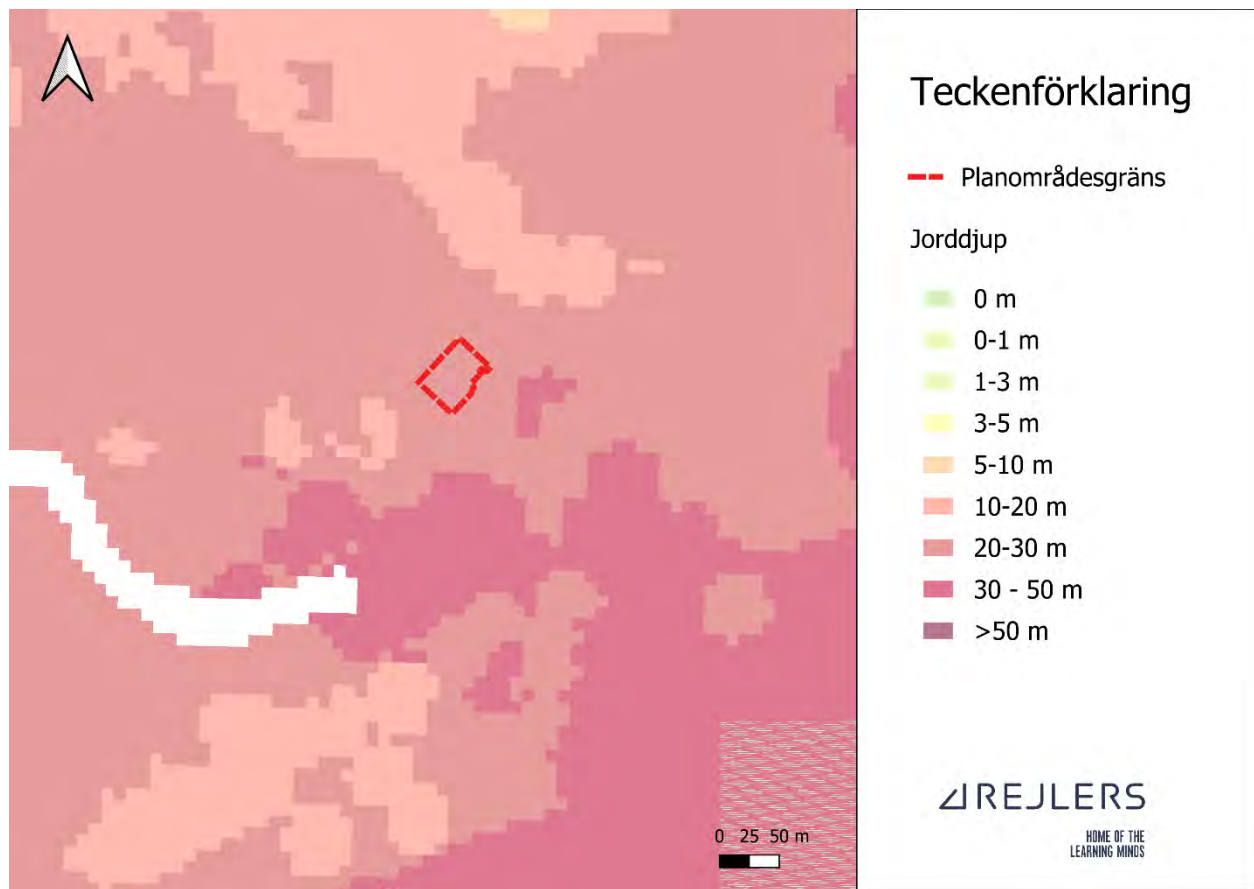 Teckenförklaring
Planområdesgräns
Jorddjup
0 m
0-1 m
1-3 m
3-5 m
5-10 m
10-20 m
20-30 m
30 - 50 m
>50 m
0 25 50 m
REJLERS
HOME OF THE
LEARNING MINDS